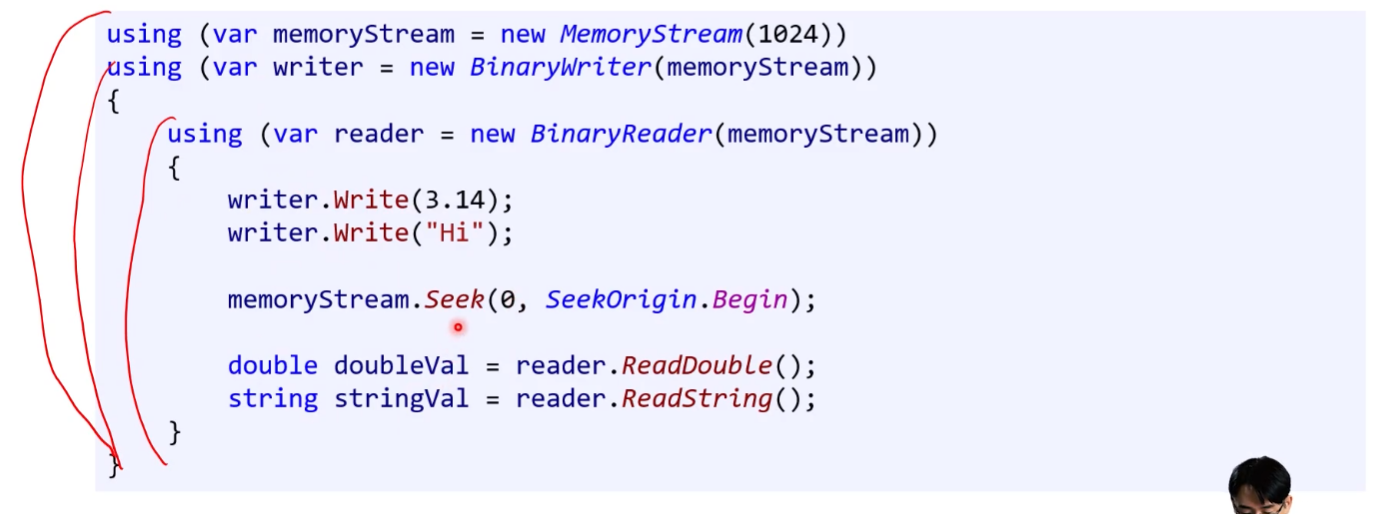 using (var memoryStream = new MemoryStream(1024))
using (var writer = new BinaryWriter(memoryStream))
{
using (var reader = new BinaryReader(memoryStream))
{
writer.Write(3.14);
writer.Write("Hi");
memoryStream.Seek(0, SeekOrigin.Begin);
double doubleVal = reader.ReadDouble();
string stringVal = reader.ReadString();
}
}